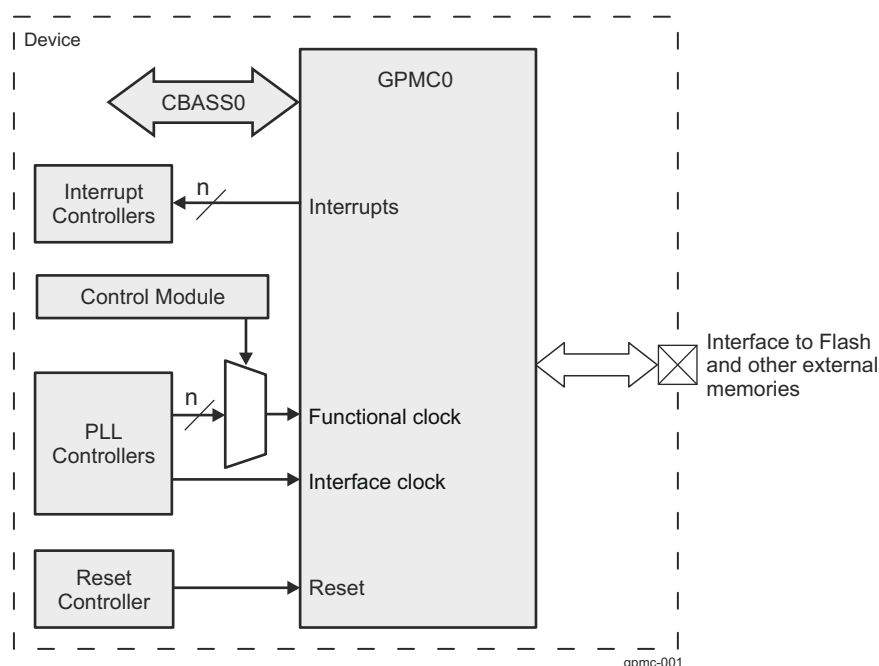 Device
GPMC0
CBASS0
n
Interrupt
Controllers
Interrupts
Control Module
Interface to Flash
and other external
memories
n
PLL
Controllers
Functional clock
Interface clock
Reset
Controller
Reset
gpmc-001